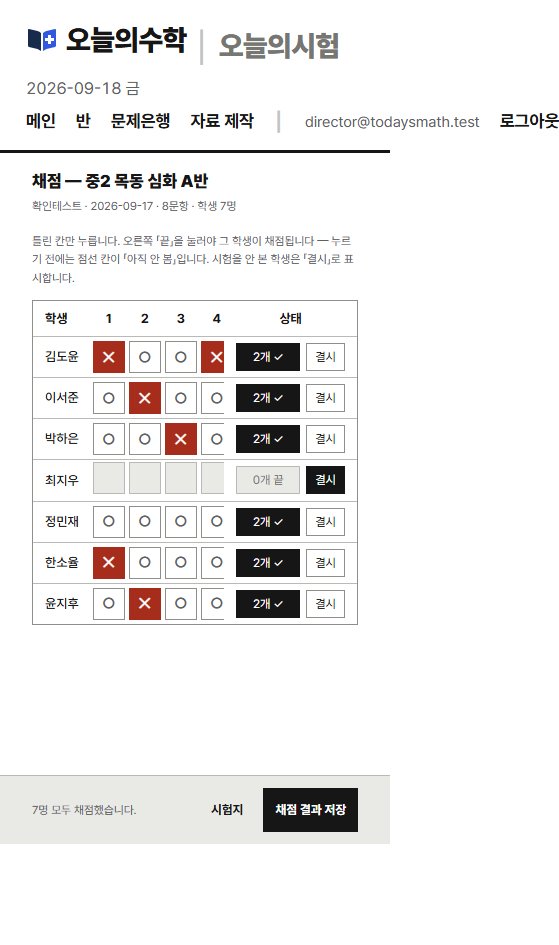 오늘의수학 | 오늘의시험
2026-09-18 금
메인 반 문제은행 자료 제작 | director@todaysmath.test 로그아웃
채점 — 중2 목동 심화 A반
확인테스트 · 2026-09-17 · 8문항 · 학생 7명
틀린 칸만 누릅니다. 오른쪽 「끝」을 눌러야 그 학생이 채점됩니다 — 누르
기 전에는 점선 칸이 「아직 안 봄」입니다. 시험을 안 본 학생은 「결시」로 표
시합니다.
학생 1 2 3 4 상태
김도윤 ✕ ○ ○ ✕ 2개 ✓ 결시
이서준 ○ ✕ ○ ○ 2개 ✓ 결시
박하은 ○ ○ ✕ ○ 2개 ✓ 결시
최지우 0개 끝 결시
정민재 ○ ○ ○ ○ 2개 ✓ 결시
한소율 ✕ ○ ○ ○ 2개 ✓ 결시
윤지후 ○ ✕ ○ ○ 2개 ✓ 결시
7명 모두 채점했습니다. 시험지 채점 결과 저장